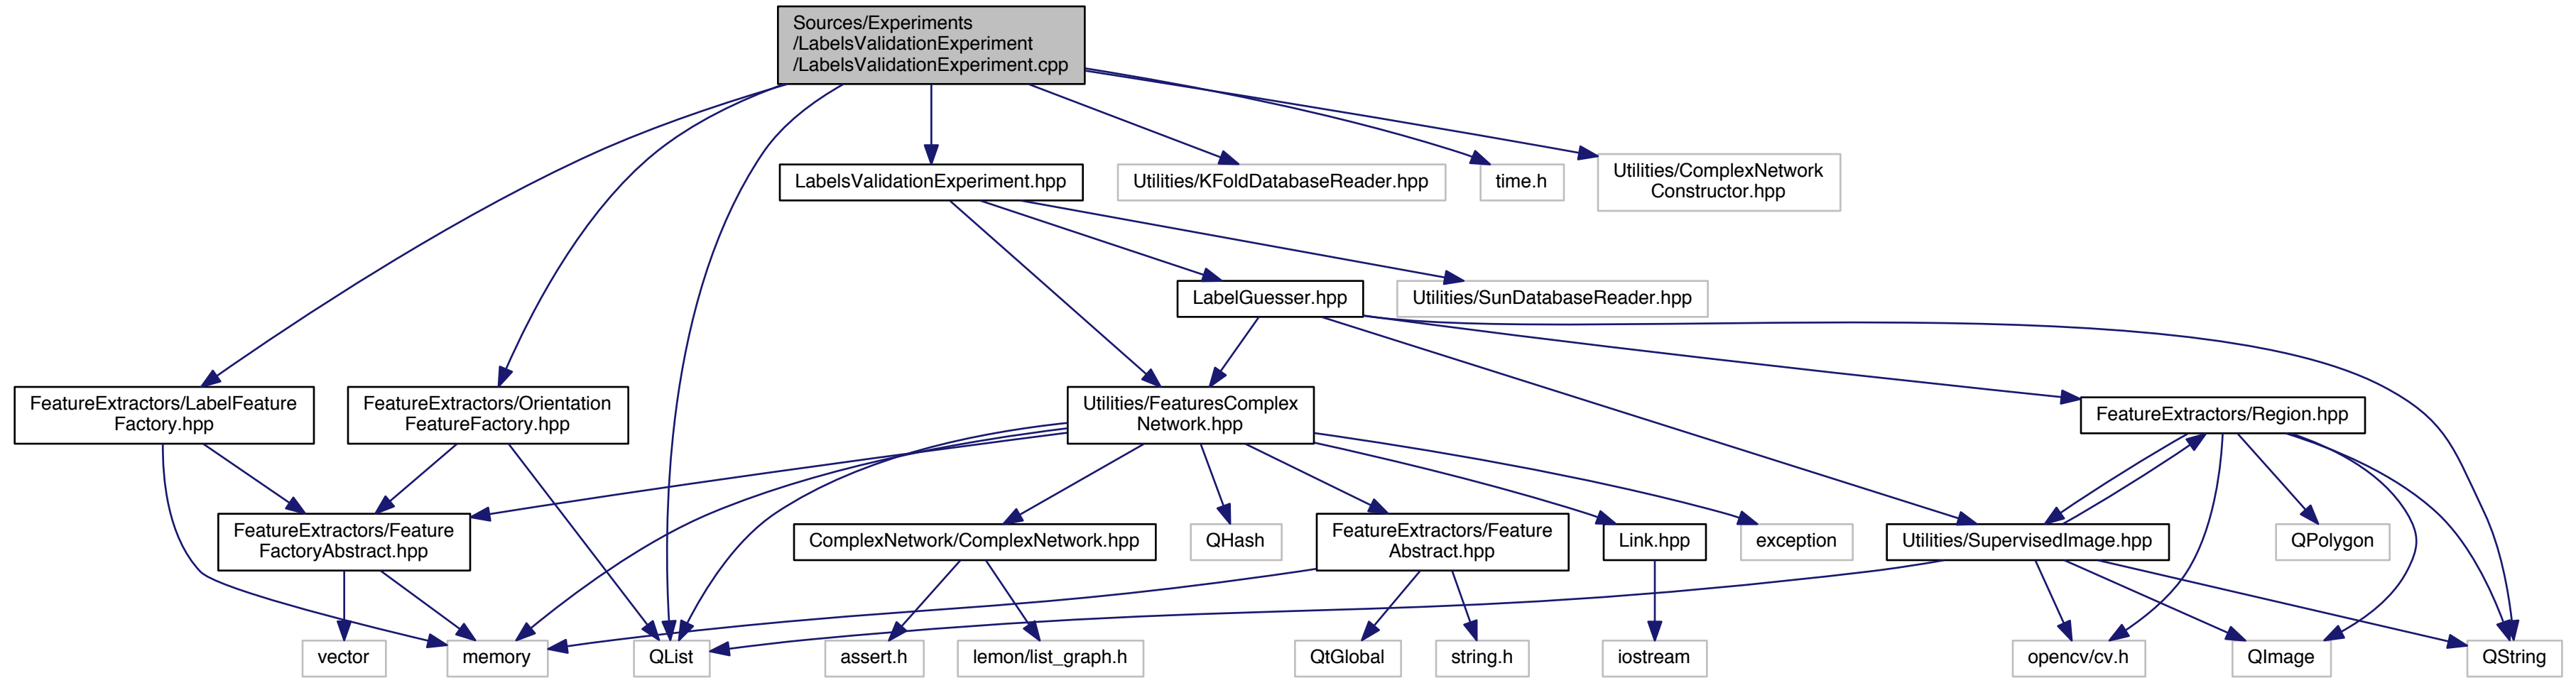 Sources/Experiments
/LabelsValidationExperiment
/LabelsValidationExperiment.cpp
LabelsValidationExperiment.hpp
Utilities/KFoldDatabaseReader.hpp
time.h
Utilities/ComplexNetwork
Constructor.hpp
LabelGuesser.hpp
Utilities/SunDatabaseReader.hpp
FeatureExtractors/LabelFeature
Factory.hpp
FeatureExtractors/Orientation
FeatureFactory.hpp
Utilities/FeaturesComplex
Network.hpp
FeatureExtractors/Region.hpp
FeatureExtractors/Feature
FactoryAbstract.hpp
ComplexNetwork/ComplexNetwork.hpp
QHash
FeatureExtractors/Feature
Abstract.hpp
Link.hpp
exception
Utilities/SupervisedImage.hpp
QPolygon
vector
memory
QList
assert.h
lemon/list_graph.h
QtGlobal
string.h
iostream
opencv/cv.h
QImage
QString